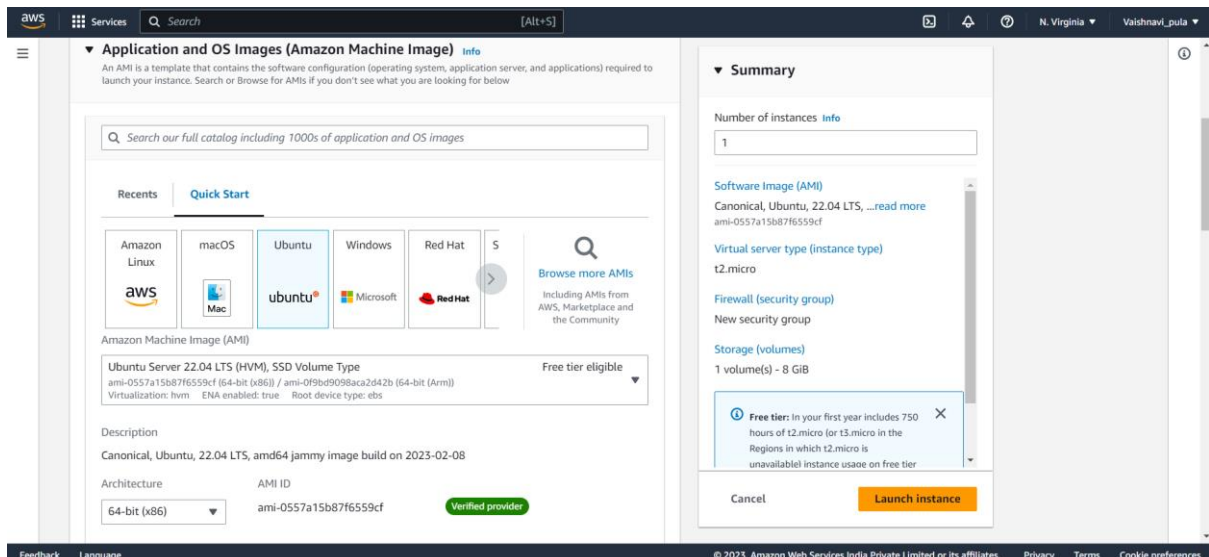 aws
Services
Search
[Alt+S]
N. Virginia
Vaishnavi_pula
Application and OS Images (Amazon Machine Image) Info
An AMI is a template that contains the software configuration (operating system, application server, and applications) required to
launch your instance. Search or Browse for AMIs if you don't see what you are looking for below
Search our full catalog including 1000s of application and OS images
Recents
Quick Start
Amazon
Linux
aws
macOS
Mac
Ubuntu
ubuntu
Windows
Microsoft
Red Hat
Red Hat
S
Browse more AMIs
Including AMIs from
AWS, Marketplace and
the Community
Amazon Machine Image (AMI)
Ubuntu Server 22.04 LTS (HVM), SSD Volume Type
Free tier eligible
ami-0557a15b87f6559cf (64-bit (x86)) / ami-0f9bd9098aca2d42b (64-bit (Arm))
Virtualization: hvm ENA enabled: true Root device type: ebs
Description
Canonical, Ubuntu, 22.04 LTS, amd64 jammy image build on 2023-02-08
Architecture
AMI ID
64-bit (x86)
ami-0557a15b87f6559cf
Verified provider
Summary
Number of instances Info
1
Software Image (AMI)
Canonical, Ubuntu, 22.04 LTS, ...read more
ami-0557a15b87f6559cf
Virtual server type (instance type)
t2.micro
Firewall (security group)
New security group
Storage (volumes)
1 volume(s) - 8 GiB
Free tier: In your first year includes 750
hours of t2.micro (or t3.micro in the
Regions in which t2.micro is
unavailable) instance usage on free tier
Cancel
Launch instance
Feedback
Language
© 2023, Amazon Web Services India Private Limited or its affiliates.
Privacy
Terms
Cookie preferences